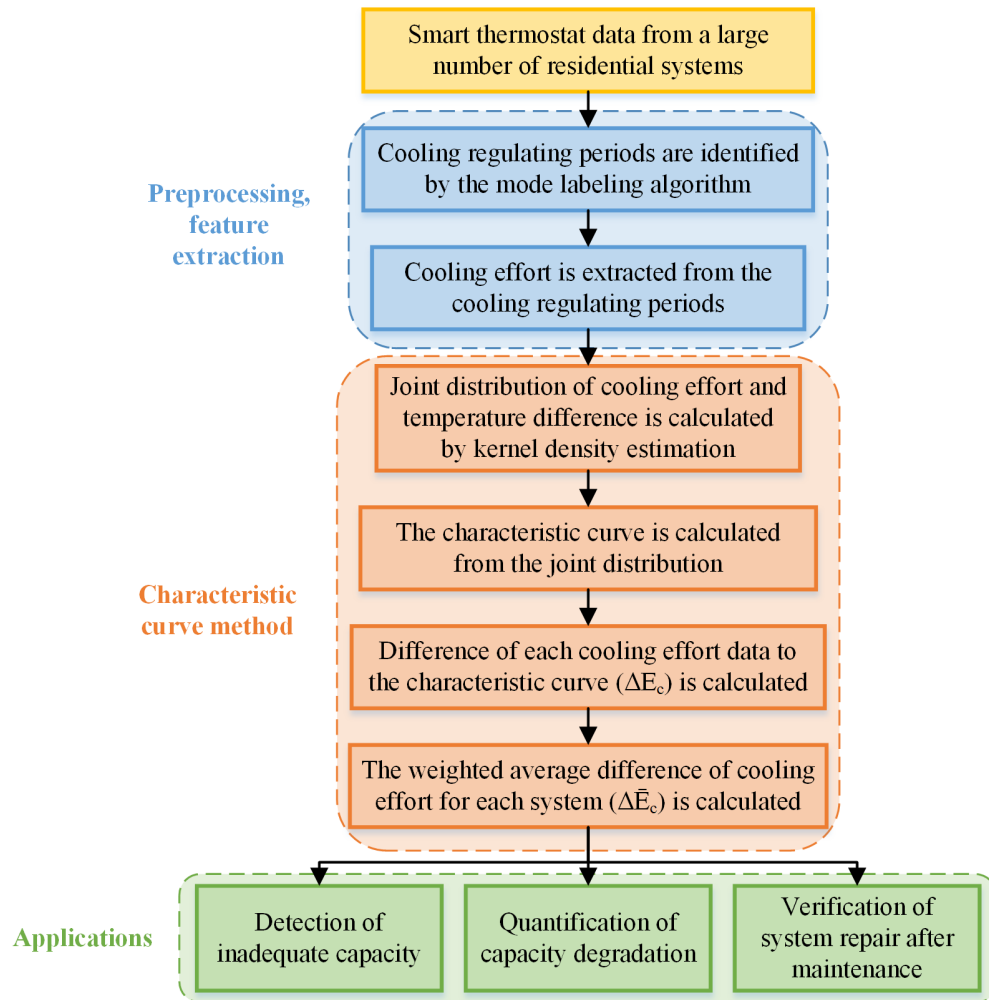 Smart thermostat data from a large
number of residential systems
Preprocessing,
feature
extraction
Cooling regulating periods are identified
by the mode labeling algorithm
Cooling effort is extracted from the
cooling regulating periods
Characteristic
curve method
Joint distribution of cooling effort and
temperature difference is calculated
by kernel density estimation
The characteristic curve is calculated
from the joint distribution
Difference of each cooling effort data to
the characteristic curve (ΔE꜀) is calculated
The weighted average difference of cooling
effort for each system (ΔĒ꜀) is calculated
Applications
Detection of
inadequate capacity
Quantification of
capacity degradation
Verification of
system repair after
maintenance